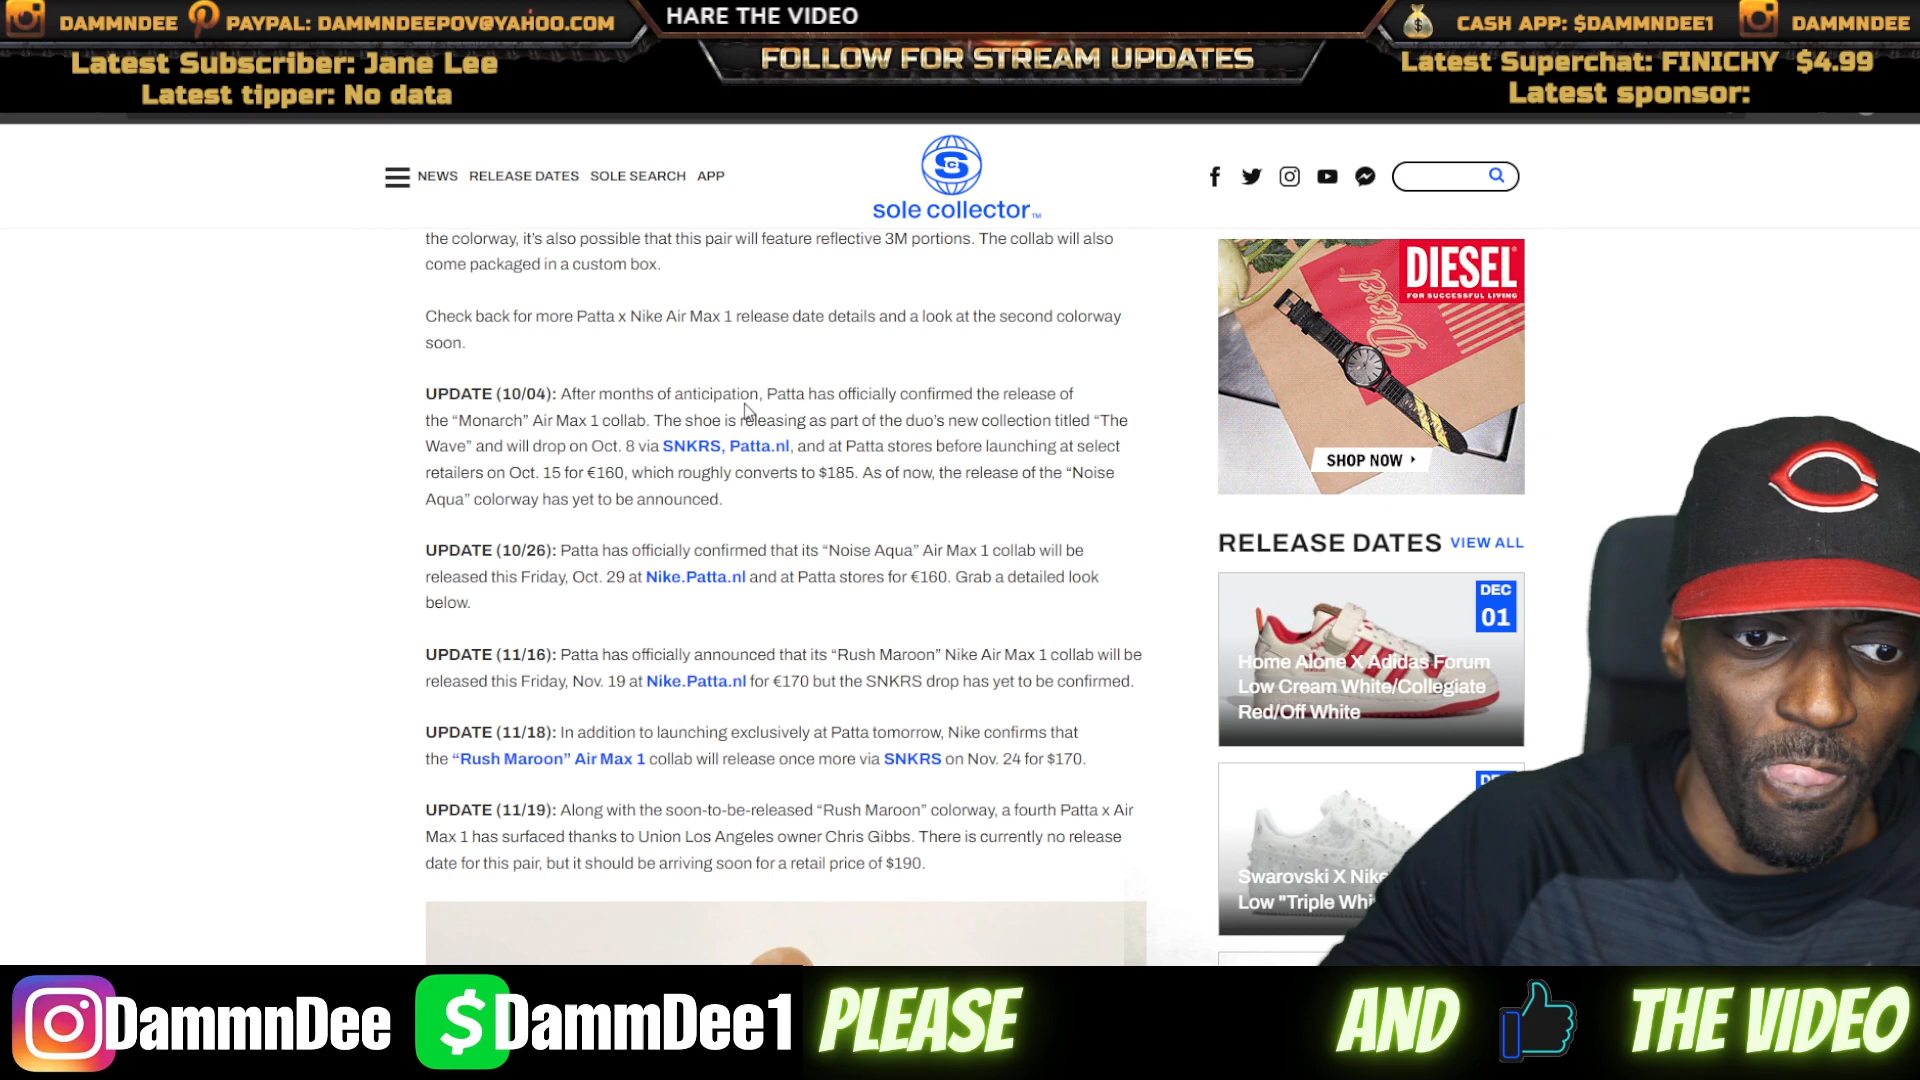 DAMMNDEE PAYPAL: DAMMNDEEPOV@YAHOO.COM
HARE THE VIDEO
CASH APP: $DAMMNDEE1 DAMMNDEE
Latest Subscriber: Jane Lee
Latest tipper: No data
FOLLOW FOR STREAM UPDATES
Latest Superchat: FINICHY $4.99
Latest sponsor:
NEWS RELEASE DATES SOLE SEARCH APP
sole collector™
the colorway, it's also possible that this pair will feature reflective 3M portions. The collab will also
come packaged in a custom box.
Check back for more Patta x Nike Air Max 1 release date details and a look at the second colorway
soon.
UPDATE (10/04): After months of anticipation, Patta has officially confirmed the release of
the “Monarch” Air Max 1 collab. The shoe is releasing as part of the duo’s new collection titled “The
Wave” and will drop on Oct. 8 via SNKRS, Patta.nl, and at Patta stores before launching at select
retailers on Oct. 15 for €160, which roughly converts to $185. As of now, the release of the “Noise
Aqua” colorway has yet to be announced.
UPDATE (10/26): Patta has officially confirmed that its “Noise Aqua” Air Max 1 collab will be
released this Friday, Oct. 29 at Nike.Patta.nl and at Patta stores for €160. Grab a detailed look
below.
UPDATE (11/16): Patta has officially announced that its “Rush Maroon” Nike Air Max 1 collab will be
released this Friday, Nov. 19 at Nike.Patta.nl for €170 but the SNKRS drop has yet to be confirmed.
UPDATE (11/18): In addition to launching exclusively at Patta tomorrow, Nike confirms that
the “Rush Maroon” Air Max 1 collab will release once more via SNKRS on Nov. 24 for $170.
UPDATE (11/19): Along with the soon-to-be-released “Rush Maroon” colorway, a fourth Patta x Air
Max 1 has surfaced thanks to Union Los Angeles owner Chris Gibbs. There is currently no release
date for this pair, but it should be arriving soon for a retail price of $190.
DIESEL
FOR SUCCESSFUL LIVING
Diesel
SHOP NOW
RELEASE DATES VIEW ALL
DEC
01
Home Alone X Adidas Forum
Low Cream White/Collegiate
Red/Off White
Swarovski X Nike
Low "Triple Whi
DammnDee
$DammDee1
PLEASE
AND
THE VIDEO